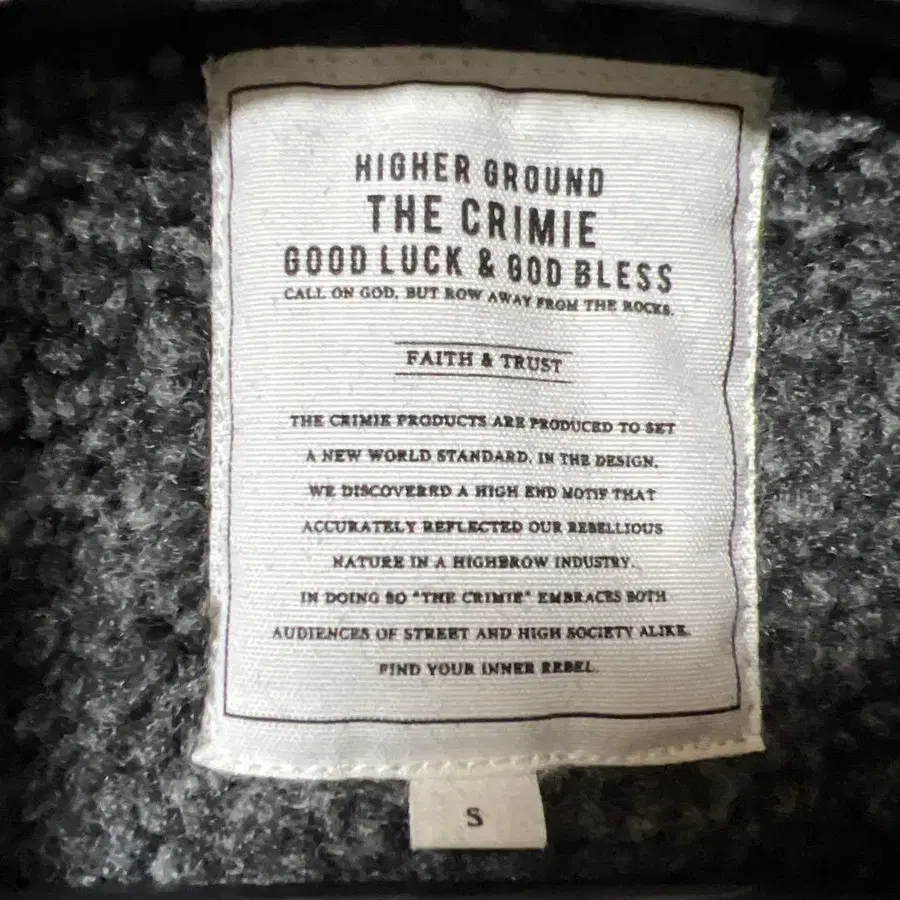 HIGHER GROUND
THE CRIMIE
GOOD LUCK & GOD BLESS
CALL ON GOD, BUT ROW AWAY FROM THE ROCKS.
FAITH & TRUST
THE CRIMIE PRODUCTS ARE PRODUCED TO SET
A NEW WORLD STANDARD. IN THE DESIGN,
WE DISCOVERED A HIGH END MOTIF THAT
ACCURATELY REFLECTED OUR REBELLIOUS
NATURE IN A HIGHBROW INDUSTRY.
IN DOING SO "THE CRIMIE" EMBRACES BOTH
AUDIENCES OF STREET AND HIGH SOCIETY ALIKE.
FIND YOUR INNER REBEL.
S